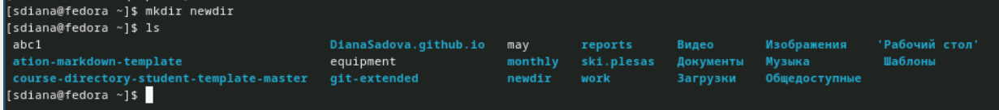 [sdiana@fedora ~]$ mkdir newdir
[sdiana@fedora ~]$ ls
abc1 DianaSadova.github.io may reports Видео Изображения 'Рабочий стол'
ation-markdown-template equipment monthly ski.plesas Документы Музыка Шаблоны
course-directory-student-template-master git-extended newdir work Загрузки Общедоступные
[sdiana@fedora ~]$